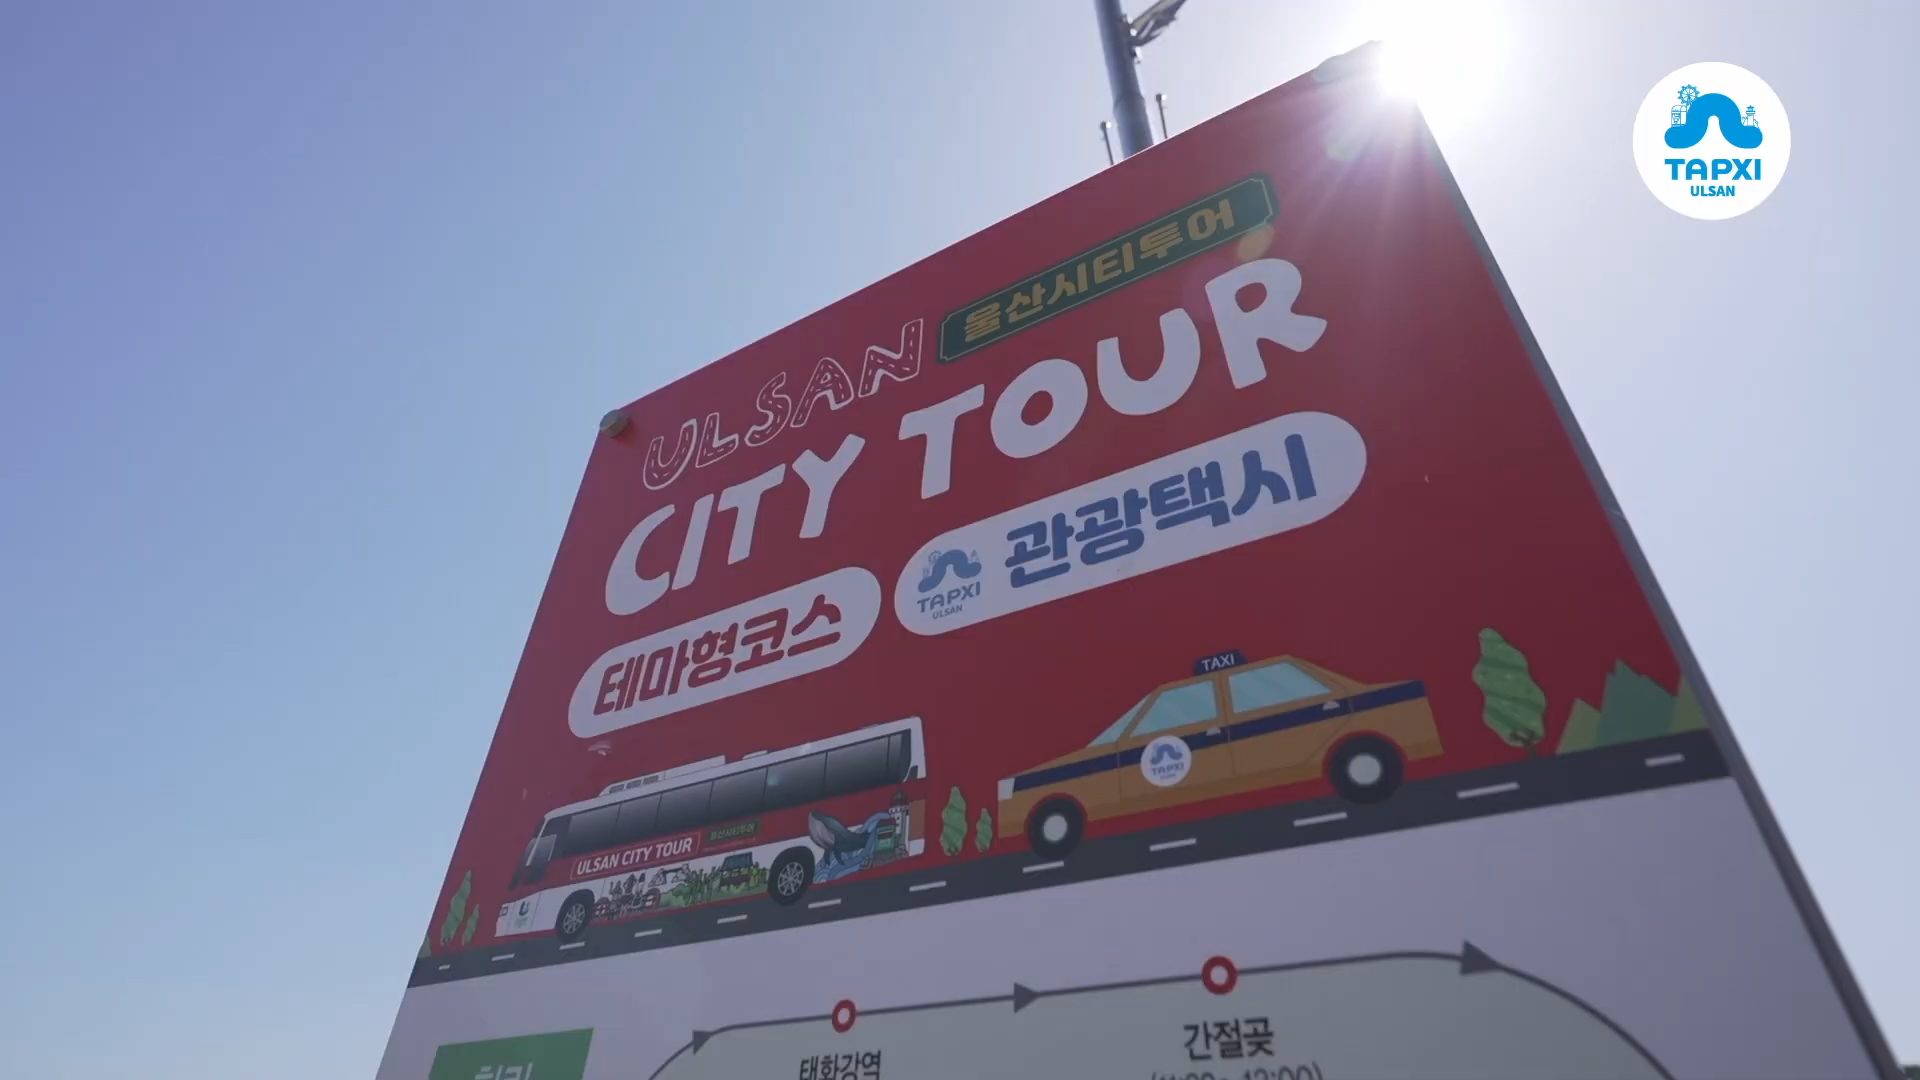 TAPXI
ULSAN
울산시티투어
ULSAN
CITY TOUR
테마형코스
TAPXI
ULSAN
관광택시
TAXI
TAPXI
ULSAN CITY TOUR
울산시티투어
태화강역
간절곶